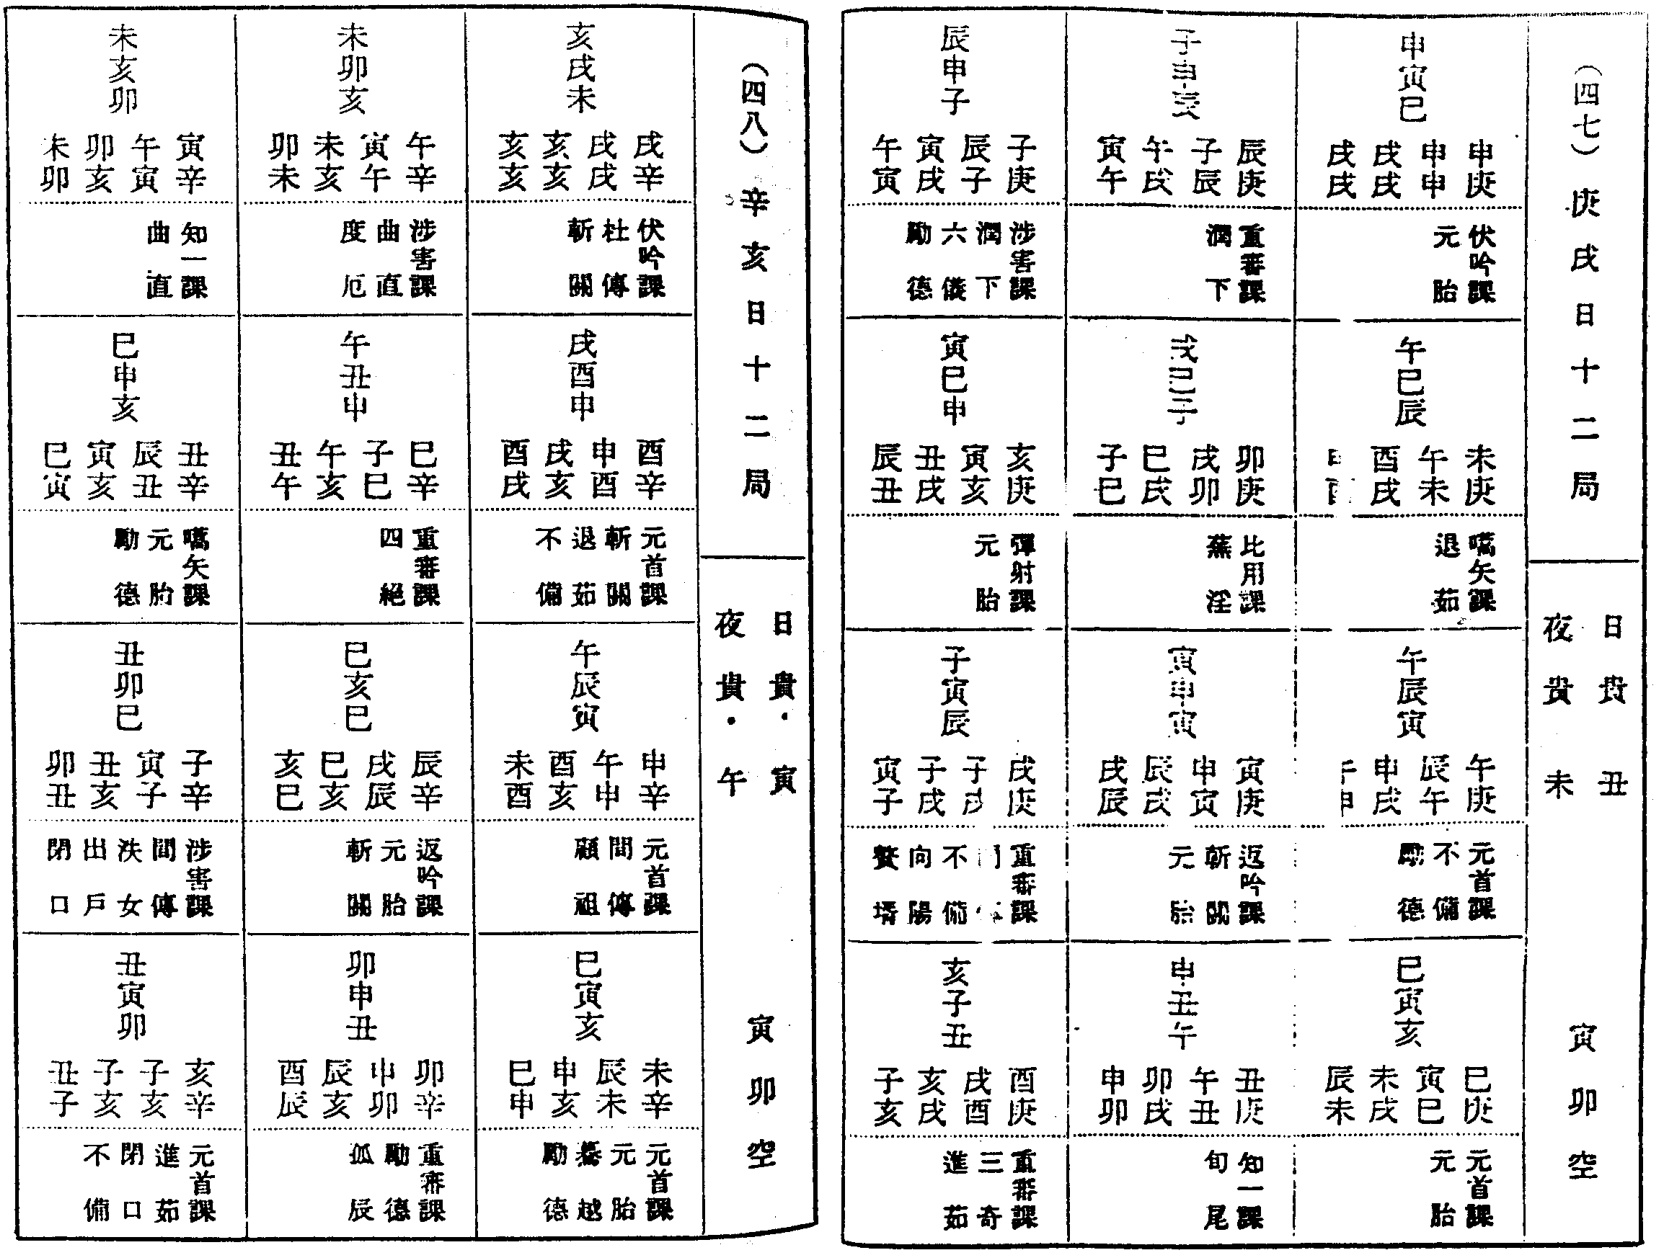 （四七）庚戌日十二局
日貴丑
夜貴未
寅卯空
申寅巳
申庚
申申
戌戌
戌戌
伏吟課
元胎
午巳辰
未庚
午未
酉戌
嚆矢課
退茹
午辰寅
午庚
辰午
申戌
午申
元首課
不備
勵德
巳寅亥
巳庚
寅巳
未戌
辰未
元首課
元胎
子申辰
辰庚
子辰
午戌
寅午
重審課
潤下
戌巳子
卯庚
戌卯
巳戌
子巳
比用課
蕪淫
寅申寅
寅庚
申寅
辰戌
戌辰
返吟課
斬關
元胎
申丑午
丑庚
午丑
卯戌
申卯
知一課
旬尾
辰申子
子庚
辰子
寅戌
午寅
涉害課
潤下
六儀
勵德
寅巳申
亥庚
寅亥
丑戌
辰丑
彈射課
元胎
子寅辰
戌庚
子戌
子戌
寅子
重審課
不備
向陽
贅壻
亥子丑
酉庚
戌酉
亥戌
子亥
重審課
三奇
進茹
（四八）辛亥日十二局
日貴・寅
夜貴・午
寅卯空
亥戌未
戌辛
戌戌
亥亥
亥亥
伏吟課
杜傳
斬關
戌酉申
酉辛
申酉
戌亥
酉戌
元首課
斬關
退茹
不備
午辰寅
申辛
午申
酉亥
未酉
元首課
間傳
顧祖
巳寅亥
未辛
辰未
申亥
巳申
元首課
元胎
驀越
勵德
未卯亥
午辛
寅午
未亥
卯未
涉害課
曲直
度厄
午丑申
巳辛
子巳
午亥
丑午
重審課
四絕
巳亥巳
辰辛
戌辰
巳亥
亥巳
返吟課
元胎
斬關
卯申丑
卯辛
申卯
辰亥
酉辰
重審課
勵德
孤辰
未亥卯
寅辛
午寅
卯亥
未卯
知一課
曲直
巳申亥
丑辛
辰丑
寅亥
巳寅
嚆矢課
元胎
勵德
丑卯巳
子辛
寅子
丑亥
卯丑
涉害課
間傳
泆女
出戶
閉口
丑寅卯
亥辛
子亥
子亥
丑子
元首課
進茹
閉口
不備